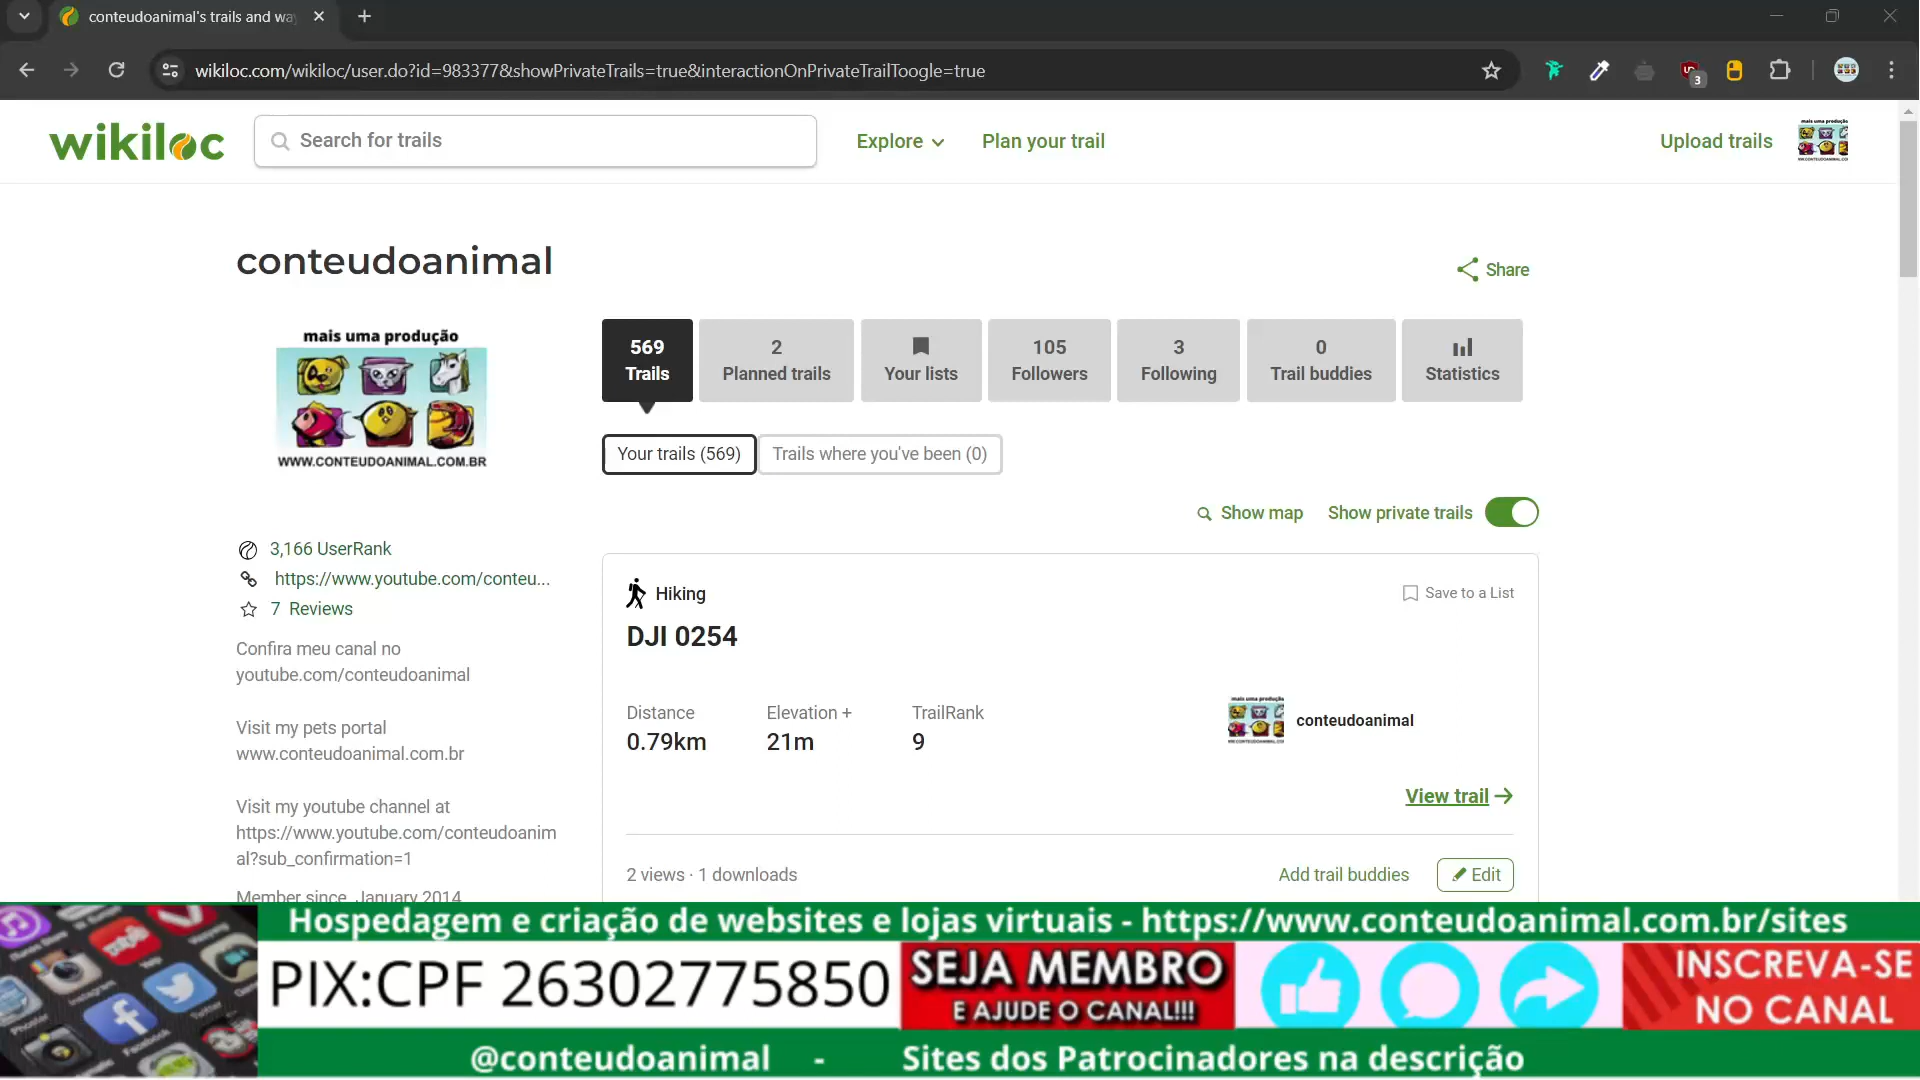 conteudoanimal's trails and way
wikiloc.com/wikiloc/user.do?id=983377&showPrivateTrails=true&interactionOnPrivateTrailToogle=true
3
wikiloc
Search for trails
Explore
Plan your trail
Upload trails
conteudoanimal
Share
mais uma produção
WWW.CONTEUDOANIMAL.COM.BR
569
Trails
2
Planned trails
Your lists
105
Followers
3
Following
0
Trail buddies
Statistics
Your trails (569)
Trails where you've been (0)
Show map
Show private trails
3,166 UserRank
https://www.youtube.com/conteu...
7 Reviews
Confira meu canal no
youtube.com/conteudoanimal
Visit my pets portal
www.conteudoanimal.com.br
Visit my youtube channel at
https://www.youtube.com/conteudoanim
al?sub_confirmation=1
Member since January 2014
Hiking
Save to a List
DJI 0254
Distance
0.79km
Elevation +
21m
TrailRank
9
conteudoanimal
View trail
2 views · 1 downloads
Add trail buddies
Edit
Hospedagem e criação de websites e lojas virtuais - https://www.conteudoanimal.com.br/sites
PIX:CPF 26302775850
SEJA MEMBRO
E AJUDE O CANAL!!!
INSCREVA-SE
NO CANAL
@conteudoanimal - Sites dos Patrocinadores na descrição